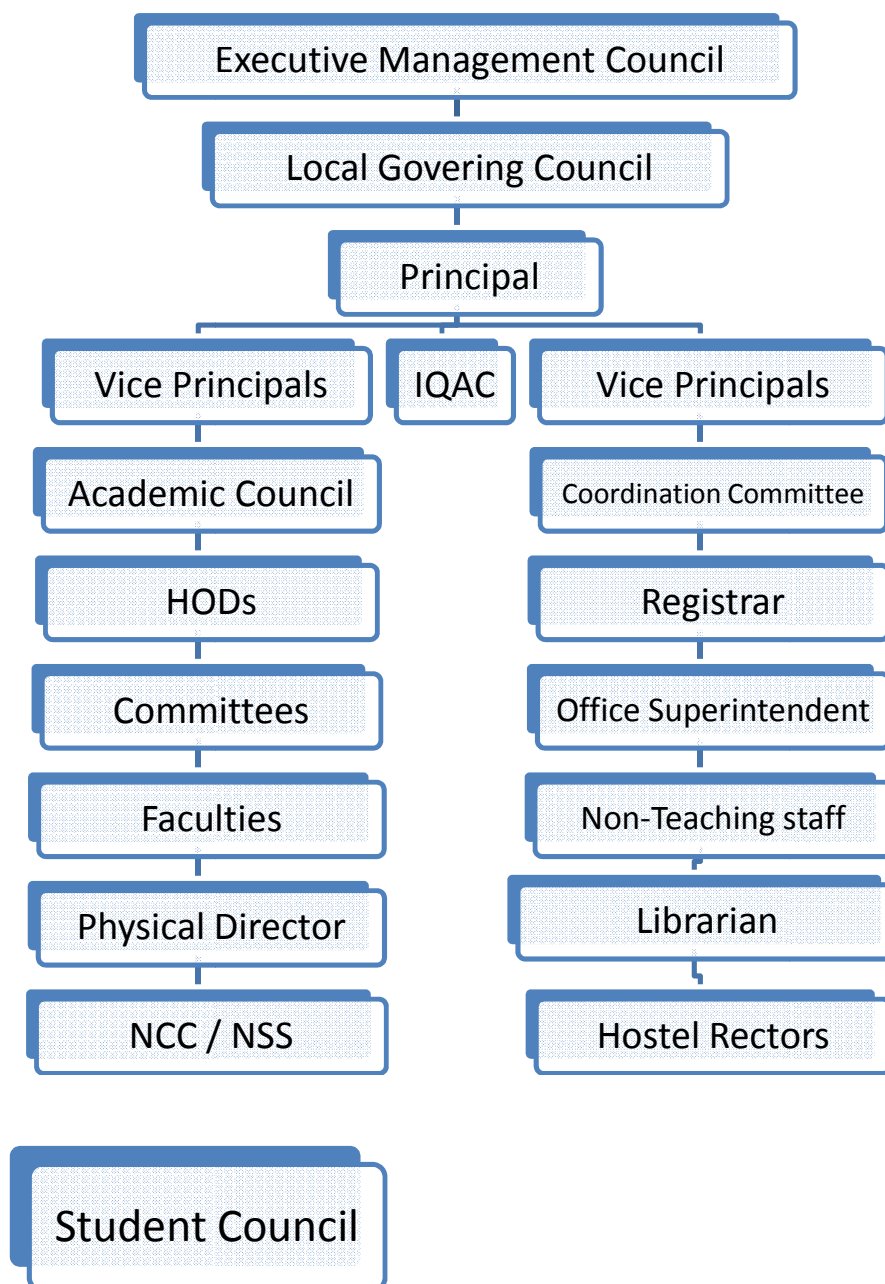 Executive Management Council
Local Govering Council
Principal
Vice Principals
IQAC
Vice Principals
Academic Council
Coordination Committee
HODs
Registrar
Committees
Office Superintendent
Faculties
Non-Teaching staff
Physical Director
Librarian
NCC / NSS
Hostel Rectors
Student Council